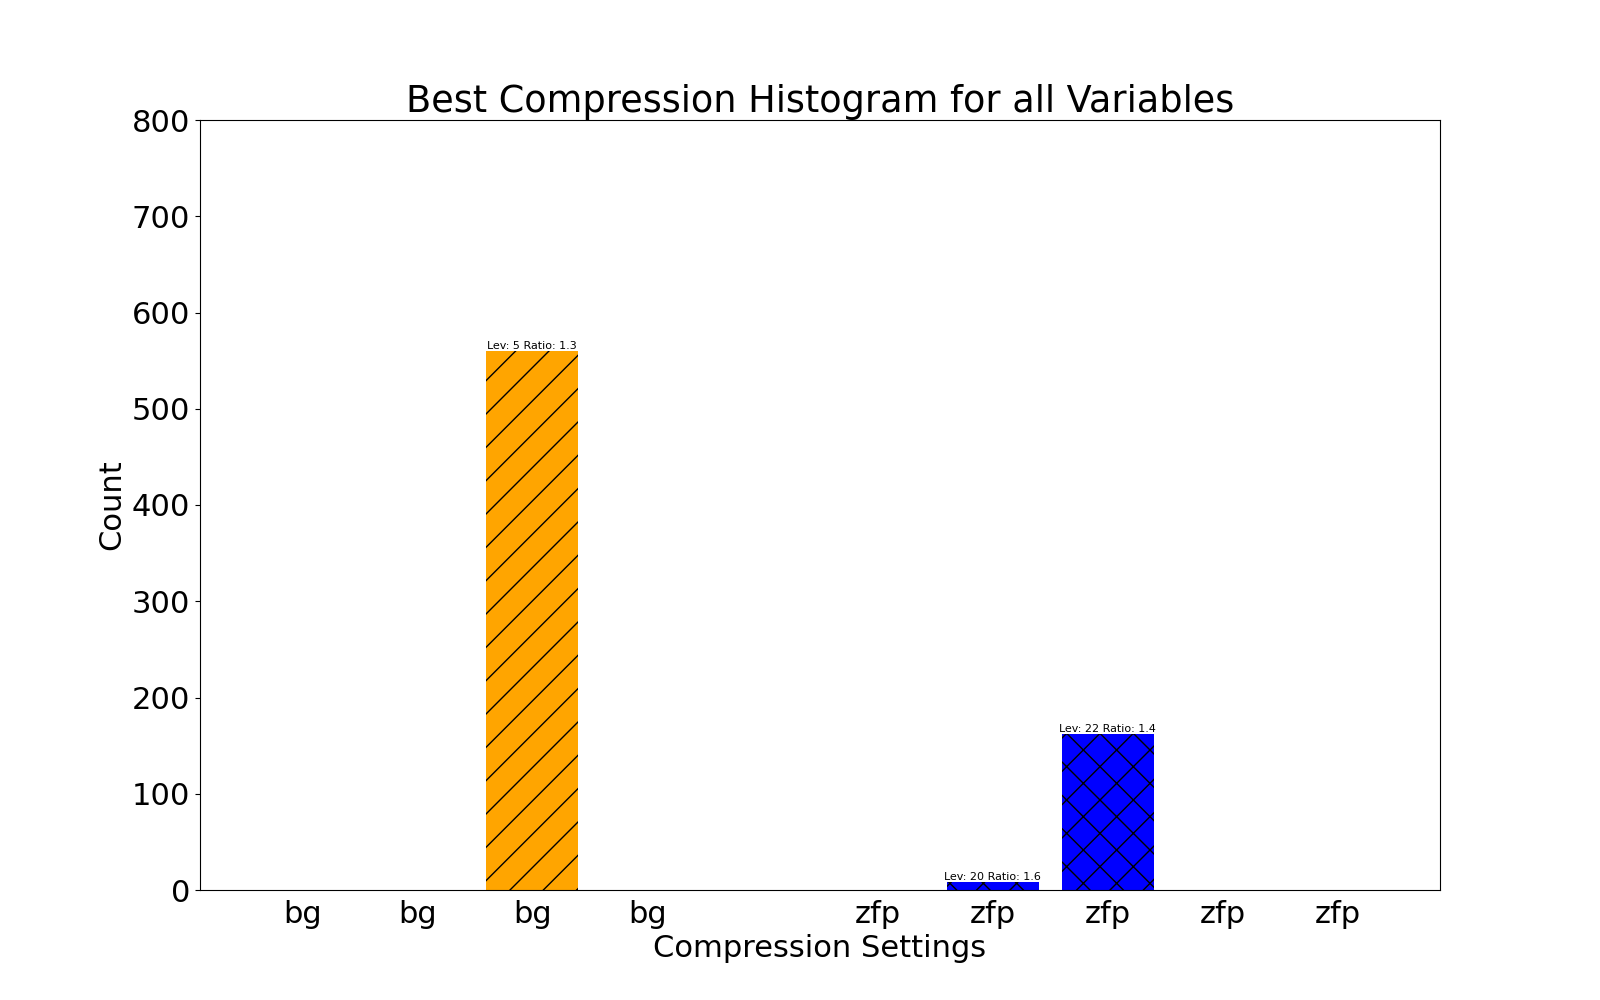 Best Compression Histogram for all Variables
800
700
600
500
400
300
200
100
0
Count
Lev: 5 Ratio: 1.3
Lev: 20 Ratio: 1.6
Lev: 22 Ratio: 1.4
bg bg bg bg zfp zfp zfp zfp zfp
Compression Settings